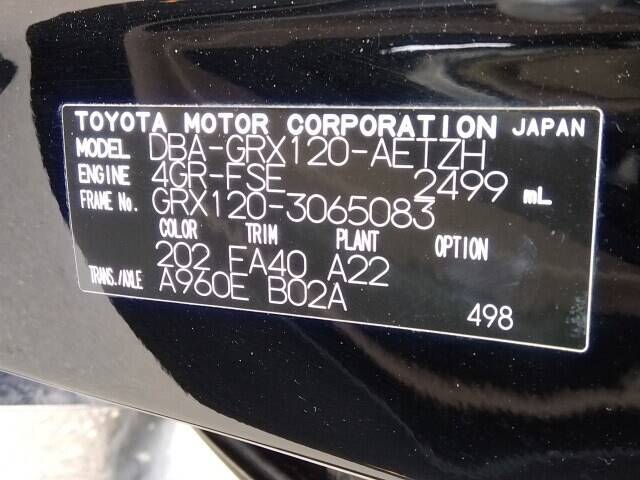 TOYOTA MOTOR CORPORATION JAPAN
MODEL DBA-GRX120-AETZH
ENGINE 4GR-FSE 2499 mL
FRAME No. GRX120-3065083
COLOR TRIM PLANT OPTION
202 FA40 A22
TRANS./AXLE A960E B02A
498